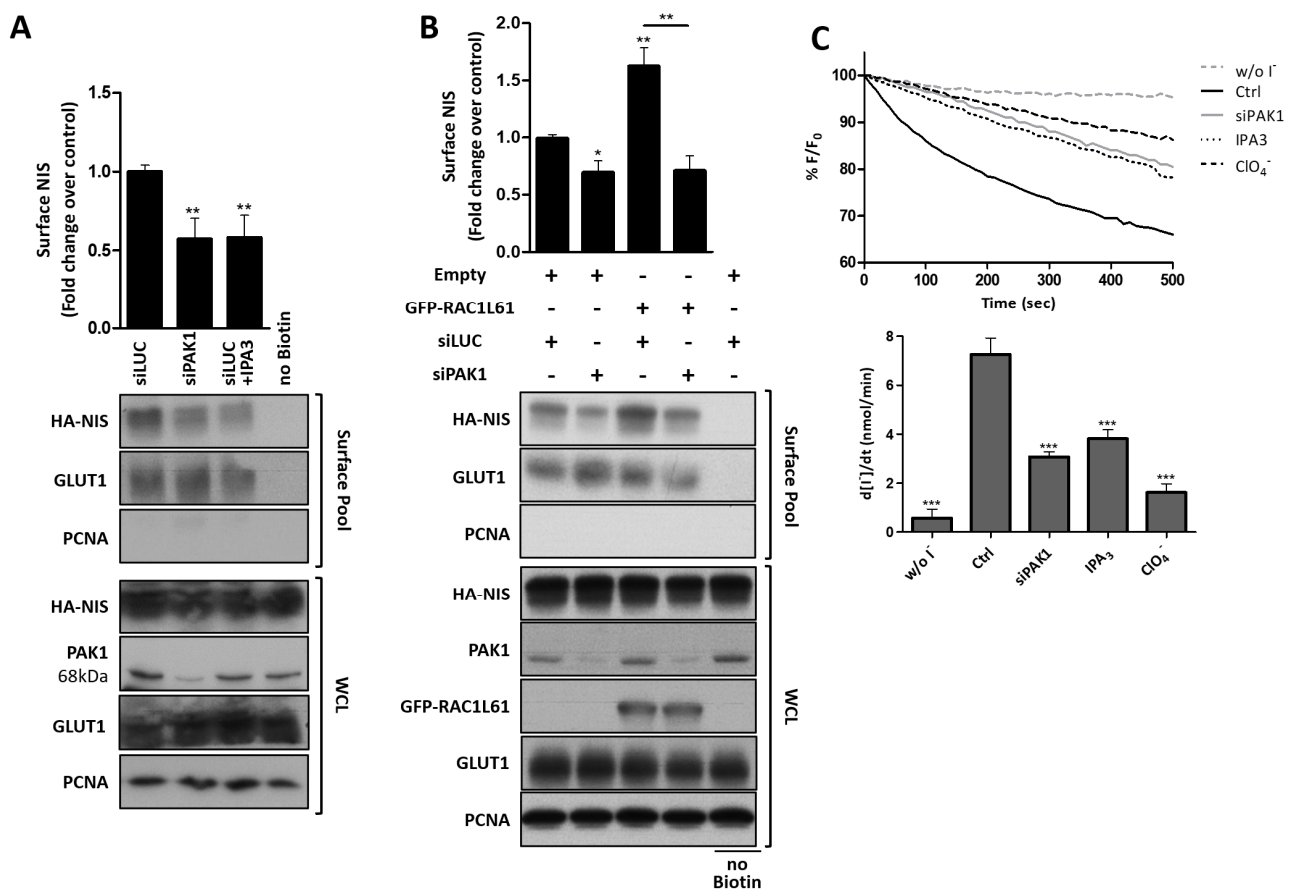 A
Surface NIS
(Fold change over control)
1.5
1.0
0.5
0.0
**
**
siLUC
siPAK1
siLUC
+IPA3
no Biotin
HA-NIS
GLUT1
PCNA
Surface Pool
HA-NIS
PAK1
68kDa
GLUT1
PCNA
WCL
B
Surface NIS
(Fold change over control)
2.0
1.5
1.0
0.5
0.0
*
**
**
Empty + + - - +
GFP-RAC1L61 - - + + -
siLUC + - + - +
siPAK1 - + - + -
HA-NIS
GLUT1
PCNA
Surface Pool
HA-NIS
PAK1
GFP-RAC1L61
GLUT1
PCNA
WCL
no
Biotin
C
% F/F₀
100
90
80
70
60
0 100 200 300 400 500
Time (sec)
w/o I⁻
Ctrl
siPAK1
IPA3
ClO₄⁻
d[I⁻]/dt (nmol/min)
8
6
4
2
0
***
***
***
***
w/o I⁻
Ctrl
siPAK1
IPA₃
ClO₄⁻